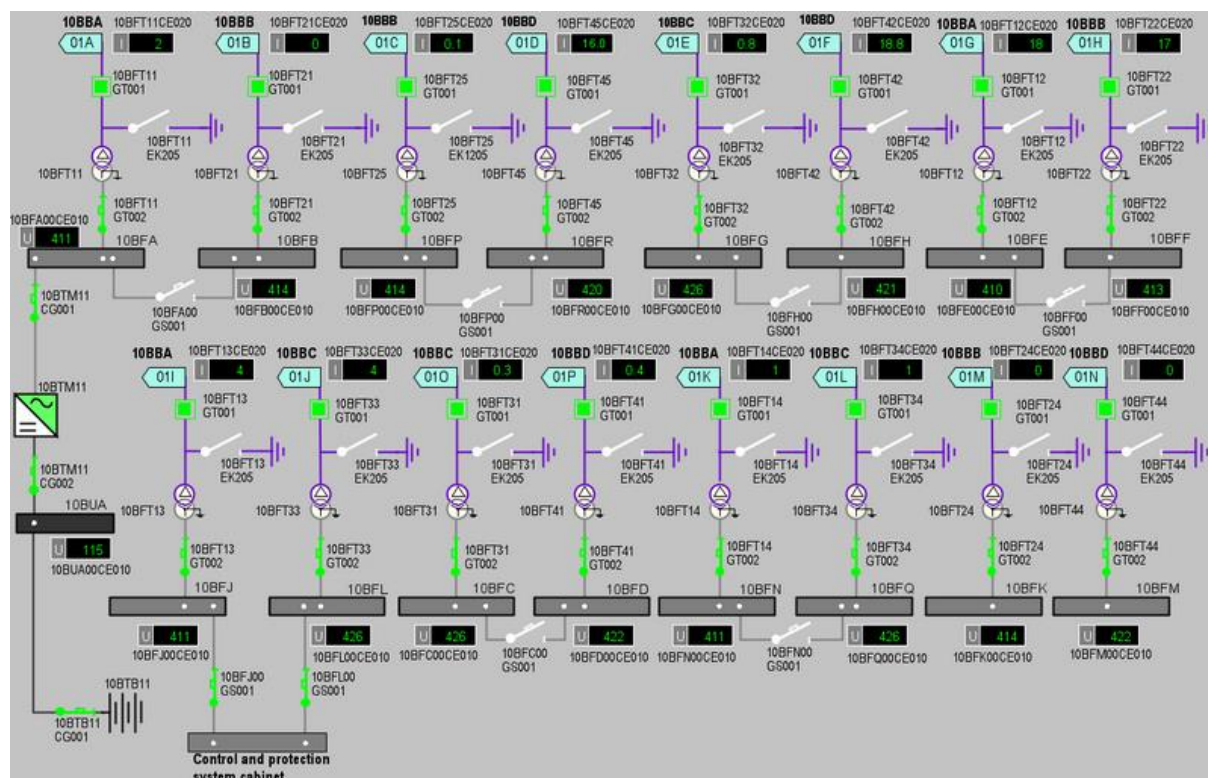 10BBA 10BFT11CE020 10BBB 10BFT21CE020 10BBB 10BFT25CE020 10BBD 10BFT45CE020 10BBC 10BFT32CE020 10BBD 10BFT42CE020 10BBA 10BFT12CE020 10BBB 10BFT22CE020
01A I 2 01B I 0 01C I 0.1 01D I 16.0 01E I 0.8 01F I 18.8 01G I 18 01H I 17
10BFT11 10BFT21 10BFT25 10BFT45 10BFT32 10BFT42 10BFT12 10BFT22
GT001 GT001 GT001 GT001 GT001 GT001 GT001 GT001
10BFT11 10BFT21 10BFT25 10BFT45 10BFT32 10BFT42 10BFT12 10BFT22
EK205 EK205 EK1205 EK205 EK205 EK205 EK205 EK205
10BFT11 10BFT21 10BFT25 10BFT45 10BFT32 10BFT42 10BFT12 10BFT22
10BFT11 10BFT21 10BFT25 10BFT45 10BFT32 10BFT42 10BFT12 10BFT22
GT002 GT002 GT002 GT002 GT002 GT002 GT002 GT002
10BFA00CE010
U 411 10BFA 10BFB 10BFP 10BFR 10BFG 10BFH 10BFE 10BFF
U 414 U 414 U 420 U 426 U 421 U 410 U 413
10BTM11
CG001
10BFA00 10BFB00CE010 10BFP00CE010 10BFP00 10BFR00CE010 10BFG00CE010 10BFH00 10BFH00CE010 10BFE00CE010 10BFF00 10BFF00CE010
GS001 GS001 GS001 GS001
10BBA 10BFT13CE020 10BBC 10BFT33CE020 10BBC 10BFT31CE020 10BBD 10BFT41CE020 10BBA 10BFT14CE020 10BBC 10BFT34CE020 10BBB 10BFT24CE020 10BBD 10BFT44CE020
01I I 4 01J I 4 01O I 0.3 01P I 0.4 01K I 1 01L I 1 01M I 0 01N I 0
10BTM11
10BFT13 10BFT33 10BFT31 10BFT41 10BFT14 10BFT34 10BFT24 10BFT44
GT001 GT001 GT001 GT001 GT001 GT001 GT001 GT001
10BFT13 10BFT33 10BFT31 10BFT41 10BFT14 10BFT34 10BFT24 10BFT44
EK205 EK205 EK205 EK205 EK205 EK205 EK205 EK205
10BTM11
CG002
10BUA
10BFT13 10BFT33 10BFT31 10BFT41 10BFT14 10BFT34 10BFT24 10BFT44
U 115
10BUA00CE010
10BFT13 10BFT33 10BFT31 10BFT41 10BFT14 10BFT34 10BFT24 10BFT44
GT002 GT002 GT002 GT002 GT002 GT002 GT002 GT002
10BFJ 10BFL 10BFC 10BFD 10BFN 10BFQ 10BFK 10BFM
U 411 U 426 U 426 U 422 U 411 U 426 U 414 U 422
10BFJ00CE010 10BFL00CE010 10BFC00CE010 10BFC00 10BFD00CE010 10BFN00CE010 10BFN00 10BFQ00CE010 10BFK00CE010 10BFM00CE010
GS001 GS001
10BFJ00 10BFL00
GS001 GS001
10BTB11
10BTB11
CG001
Control and protection
system cabinet